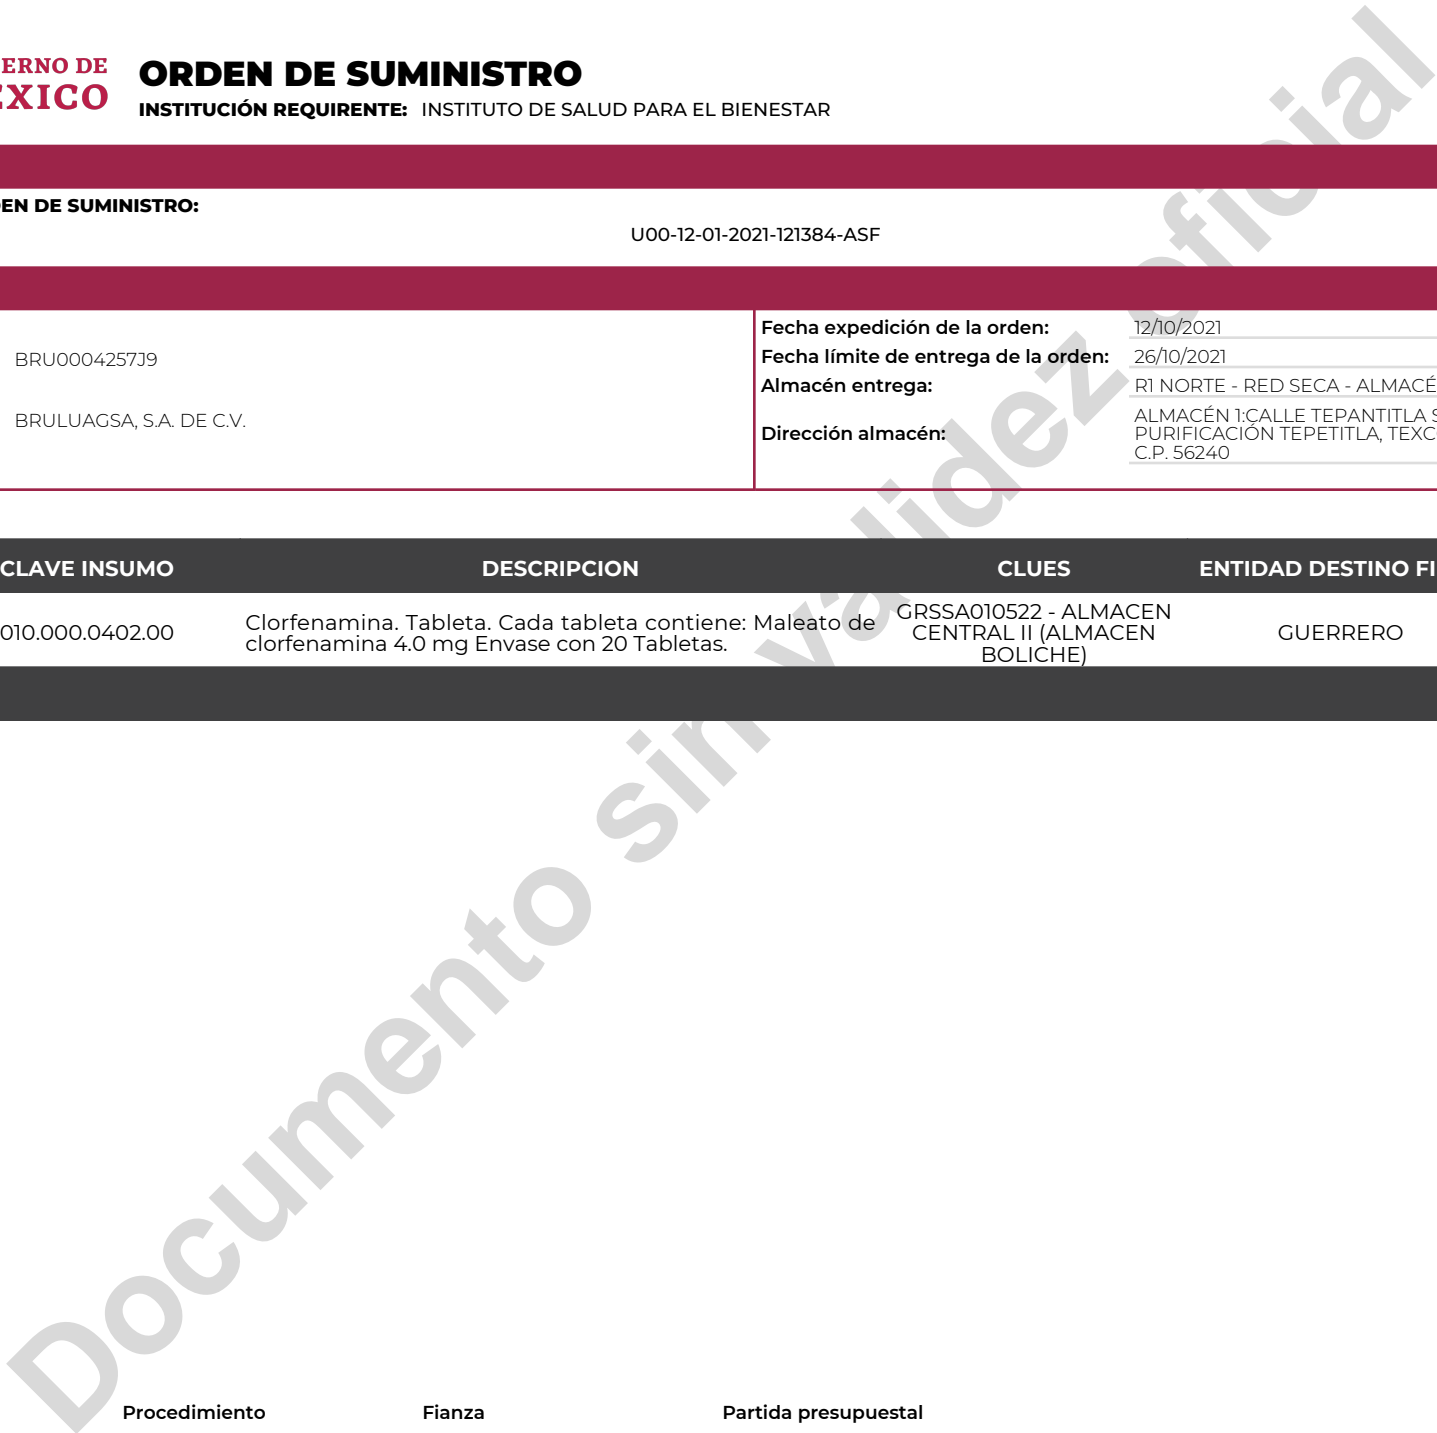 ERNO DE
EXICO
ORDEN DE SUMINISTRO
INSTITUCIÓN REQUIRENTE: INSTITUTO DE SALUD PARA EL BIENESTAR
EN DE SUMINISTRO:
U00-12-01-2021-121384-ASF
BRU0004257J9
BRULUAGSA, S.A. DE C.V.
Fecha expedición de la orden: 12/10/2021
Fecha límite de entrega de la orden: 26/10/2021
Almacén entrega: R1 NORTE - RED SECA - ALMACÉ
Dirección almacén:
ALMACÉN 1:CALLE TEPANTITLA S
PURIFICACIÓN TEPETITLA, TEXC
C.P. 56240
CLAVE INSUMO DESCRIPCION CLUES ENTIDAD DESTINO FI
010.000.0402.00
Clorfenamina. Tableta. Cada tableta contiene: Maleato de
clorfenamina 4.0 mg Envase con 20 Tabletas.
GRSSA010522 - ALMACEN
CENTRAL II (ALMACEN
BOLICHE)
GUERRERO
Documento sin validez oficial
Procedimiento Fianza Partida presupuestal